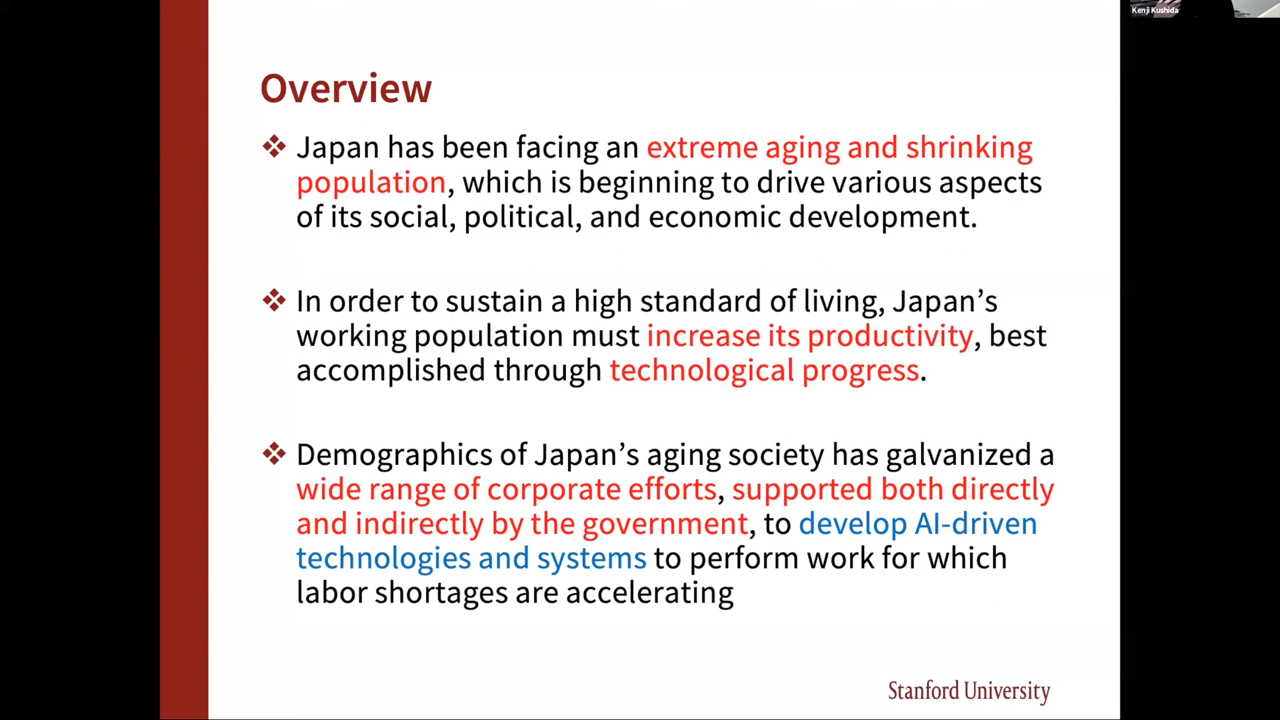 Kenji Kushida
Overview
❖ Japan has been facing an extreme aging and shrinking
population, which is beginning to drive various aspects
of its social, political, and economic development.
❖ In order to sustain a high standard of living, Japan’s
working population must increase its productivity, best
accomplished through technological progress.
❖ Demographics of Japan’s aging society has galvanized a
wide range of corporate efforts, supported both directly
and indirectly by the government, to develop AI-driven
technologies and systems to perform work for which
labor shortages are accelerating
Stanford University